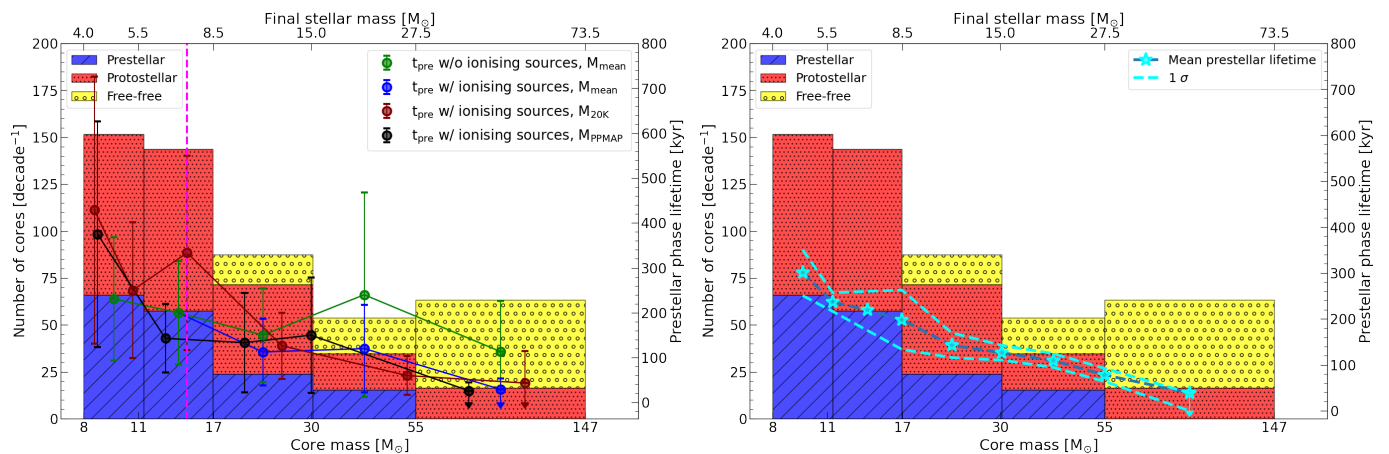 Final stellar mass [M☉]
4.0 5.5 8.5 15.0 27.5 73.5
Prestellar
Protostellar
Free-free
t_pre w/o ionising sources, M_mean
t_pre w/ ionising sources, M_mean
t_pre w/ ionising sources, M_20K
t_pre w/ ionising sources, M_PPMAP
Number of cores [decade⁻¹]
200
175
150
125
100
75
50
25
0
Prestellar phase lifetime [kyr]
800
700
600
500
400
300
200
100
0
8 11 17 30 55 147
Core mass [M☉]
Final stellar mass [M☉]
4.0 5.5 8.5 15.0 27.5 73.5
Prestellar
Protostellar
Free-free
Mean prestellar lifetime
1 σ
Number of cores [decade⁻¹]
200
175
150
125
100
75
50
25
0
Prestellar phase lifetime [kyr]
800
700
600
500
400
300
200
100
0
8 11 17 30 55 147
Core mass [M☉]